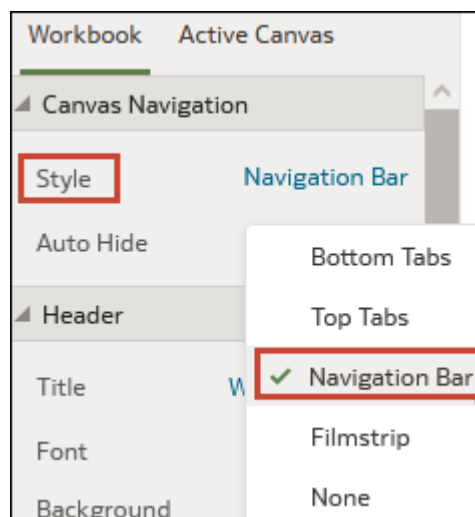 Workbook Active Canvas
Canvas Navigation
Style Navigation Bar
Auto Hide
Bottom Tabs
Header
Top Tabs
Title
Navigation Bar
Font
Filmstrip
Background
None